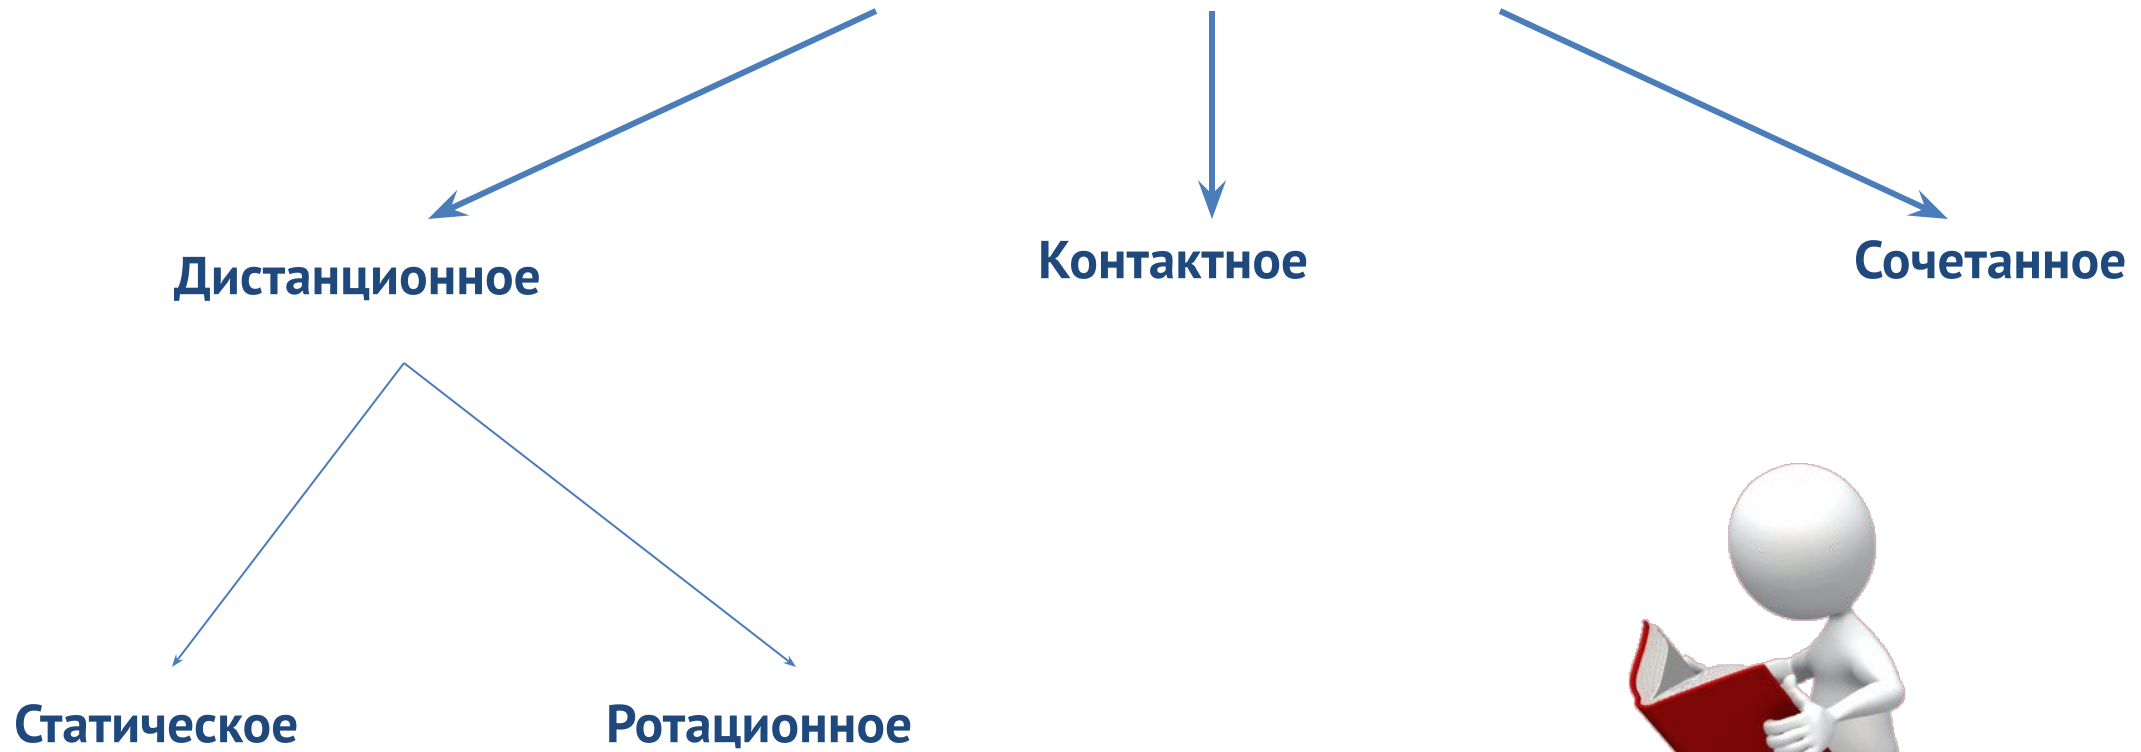 Дистанционное
Контактное
Сочетанное
Статическое
Ротационное